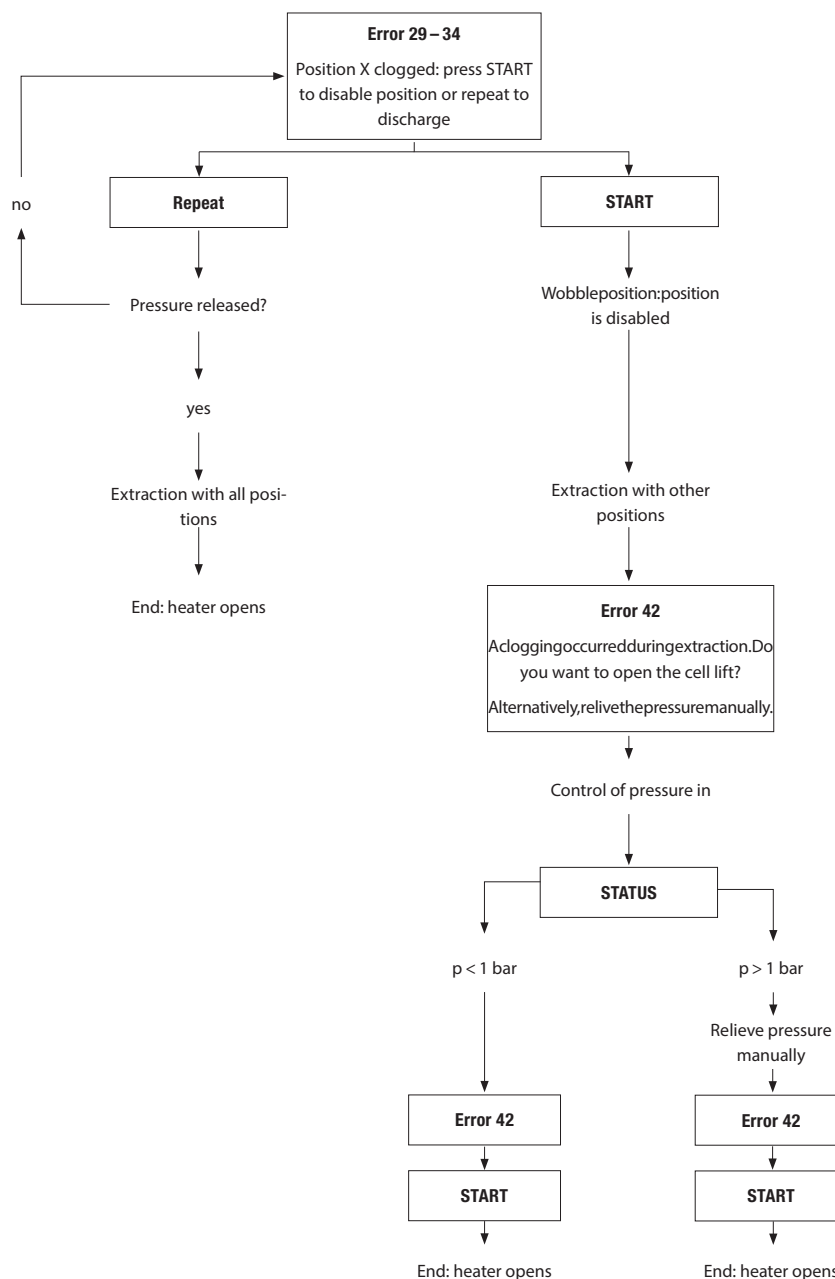 Error 29 – 34
Position X clogged: press START
to disable position or repeat to
discharge
Repeat
START
no
Pressure released?
Wobbleposition:position
is disabled
yes
Extraction with all posi-
tions
Extraction with other
positions
End: heater opens
Error 42
Acloggingoccurredduringextraction.Do
you want to open the cell lift?
Alternatively,relivethepressuremanually.
Control of pressure in
STATUS
p < 1 bar
p > 1 bar
Relieve pressure
manually
Error 42
Error 42
START
START
End: heater opens
End: heater opens